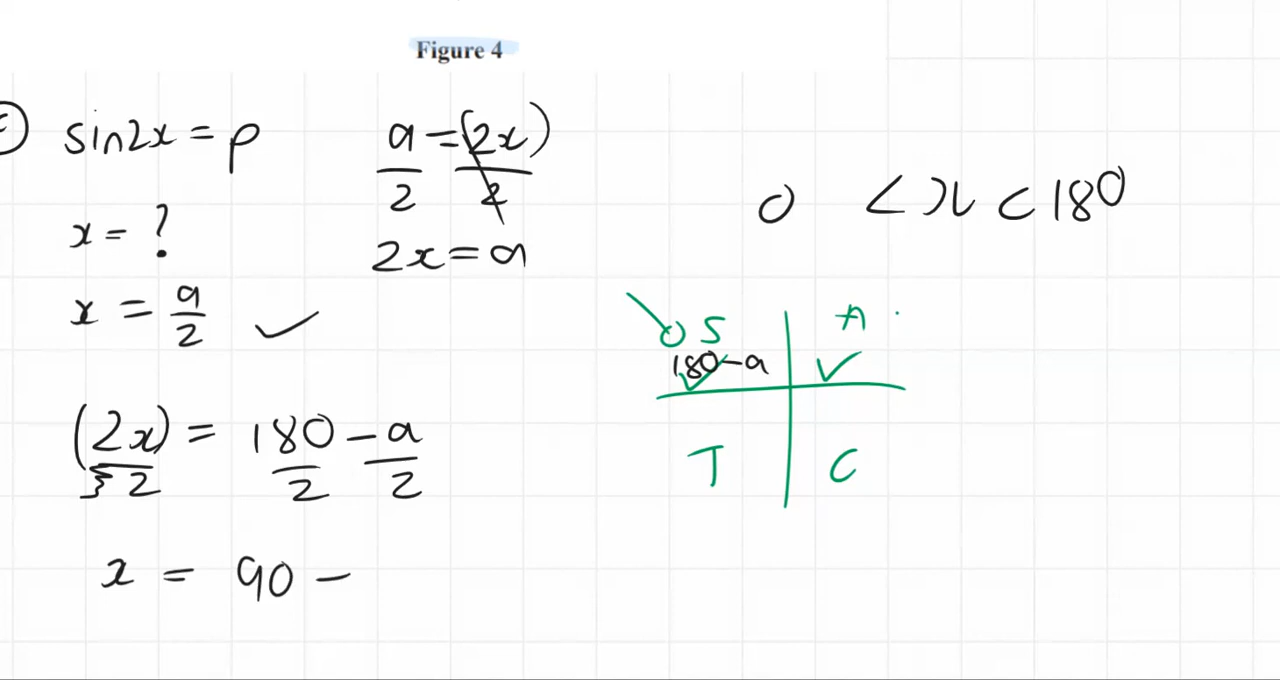 Figure 4
c) sin2x = p
x = ?
x = a/2 ✓
(2x)/2 = 180/2 - a/2
x = 90 -
a/2 = (2x)/2
2x = a
0 < x < 180
S A
180-a ✓
T C